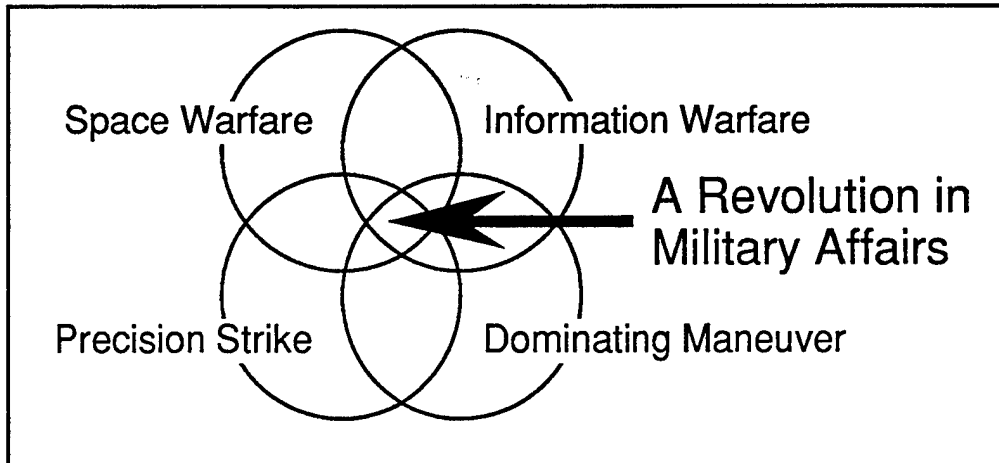 Space Warfare
Information Warfare
A Revolution in
Military Affairs
Precision Strike
Dominating Maneuver